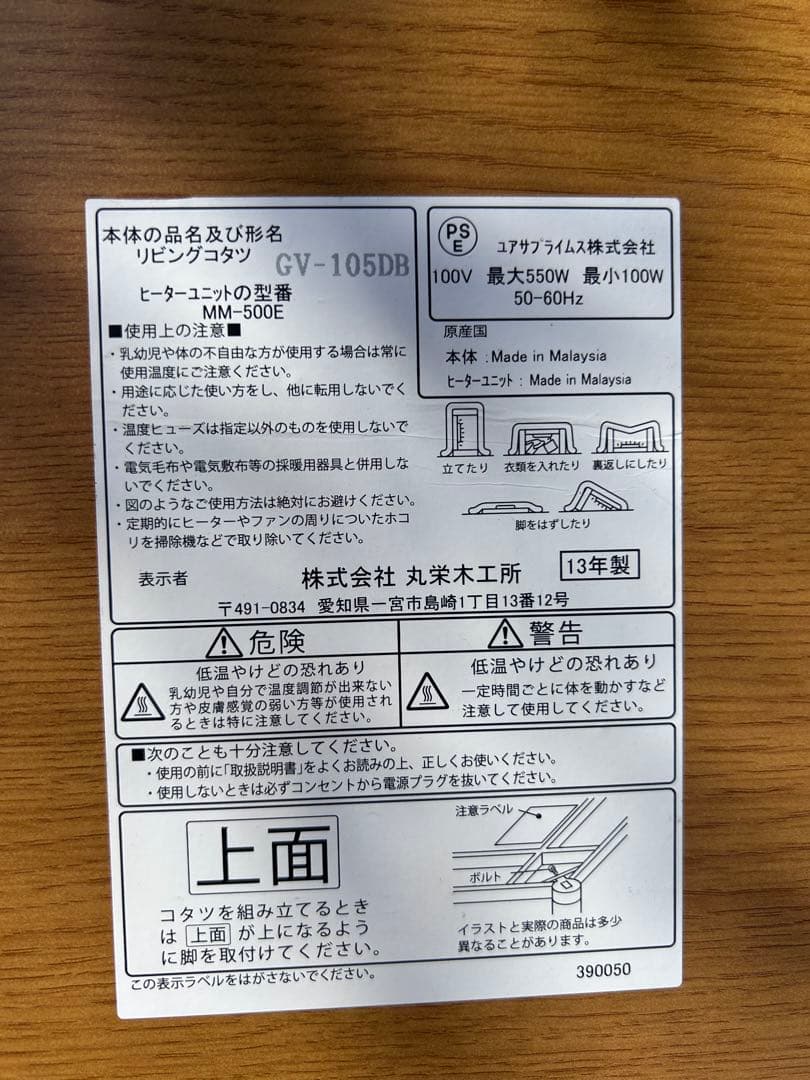 本体の品名及び形名
リビングコタツ GV-105DB
ヒーターユニットの型番
MM-500E
■使用上の注意■
・乳幼児や体の不自由な方が使用する場合は常に
使用温度にご注意ください。
・用途に応じた使い方をし、他に転用しないでく
ださい。
・温度ヒューズは指定以外のものを使用しないで
ください。
・電気毛布や電気敷布等の採暖用器具と併用しな
いでください。
・図のようなご使用方法は絶対にお避けください。
・定期的にヒーターやファンの周りについたホコ
リを掃除機などで取り除いてください。
PS
E
ユアサプライムス株式会社
100V 最大550W 最小100W
50-60Hz
原産国
本体 : Made in Malaysia
ヒーターユニット : Made in Malaysia
立てたり 衣類を入れたり 裏返しにしたり
脚をはずしたり
表示者 株式会社 丸栄木工所 13年製
〒491-0834 愛知県一宮市島崎1丁目13番12号
危険
低温やけどの恐れあり
乳幼児や自分で温度調節が出来ない
方や皮膚感覚の弱い方等が使用され
るときは特に注意してください。
警告
低温やけどの恐れあり
一定時間ごとに体を動かすなど
注意して使用してください。
■次のことも十分注意してください。
・使用の前に「取扱説明書」をよくお読みの上、正しくお使いください。
・使用しないときは必ずコンセントから電源プラグを抜いてください。
上面
コタツを組み立てるとき
は 上面 が上になるよう
に脚を取付けてください。
注意ラベル
ボルト
イラストと実際の商品は多少
異なることがあります。
この表示ラベルをはがさないでください。
390050